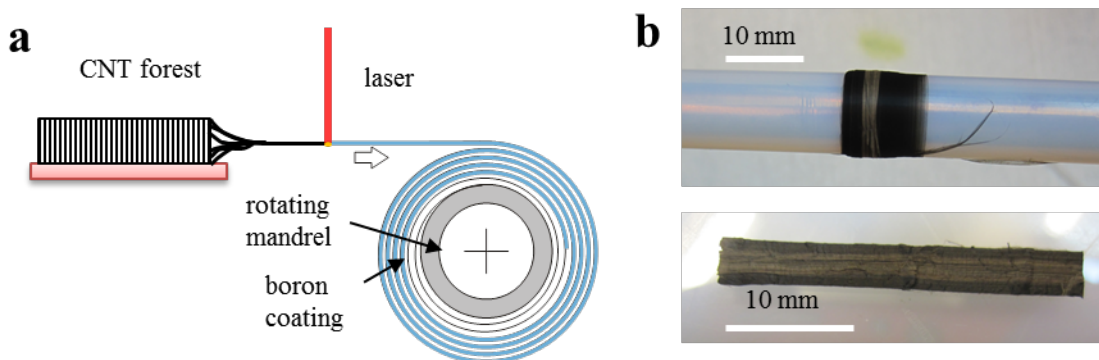 a
CNT forest
laser
rotating
mandrel
boron
coating
b
10 mm
10 mm